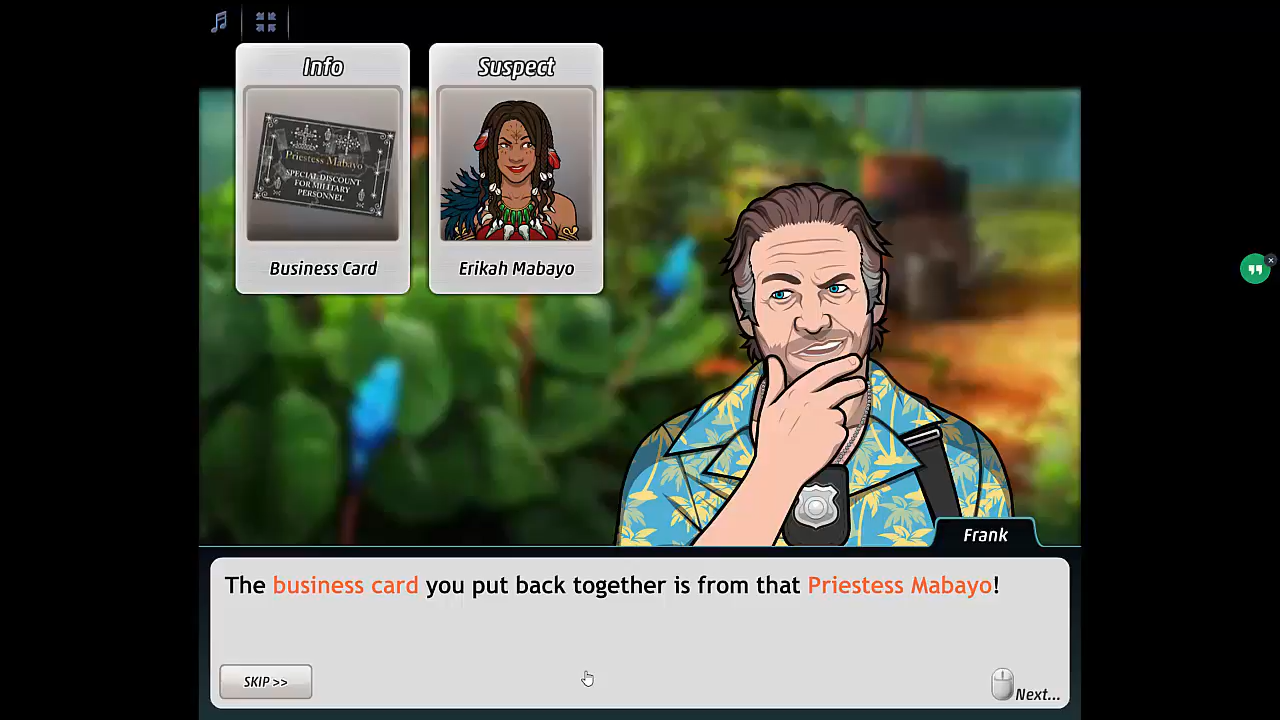 Info
Suspect
Priestess Mabayo
SPECIAL DISCOUNT
FOR MILITARY
PERSONNEL
Business Card
Erikah Mabayo
Frank
The business card you put back together is from that Priestess Mabayo!
SKIP >>
Next...